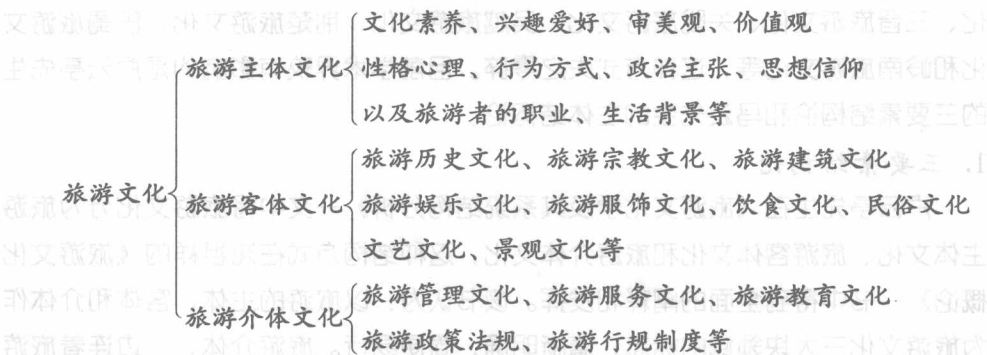 文化素养、兴趣爱好、审美观、价值观
旅游主体文化 性格心理、行为方式、政治主张、思想信仰
以及旅游者的职业、生活背景等
旅游历史文化、旅游宗教文化、旅游建筑文化
旅游文化 旅游客体文化 旅游娱乐文化、旅游服饰文化、饮食文化、民俗文化
文艺文化、景观文化等
旅游管理文化、旅游服务文化、旅游教育文化
旅游介体文化
旅游政策法规、旅游行规制度等